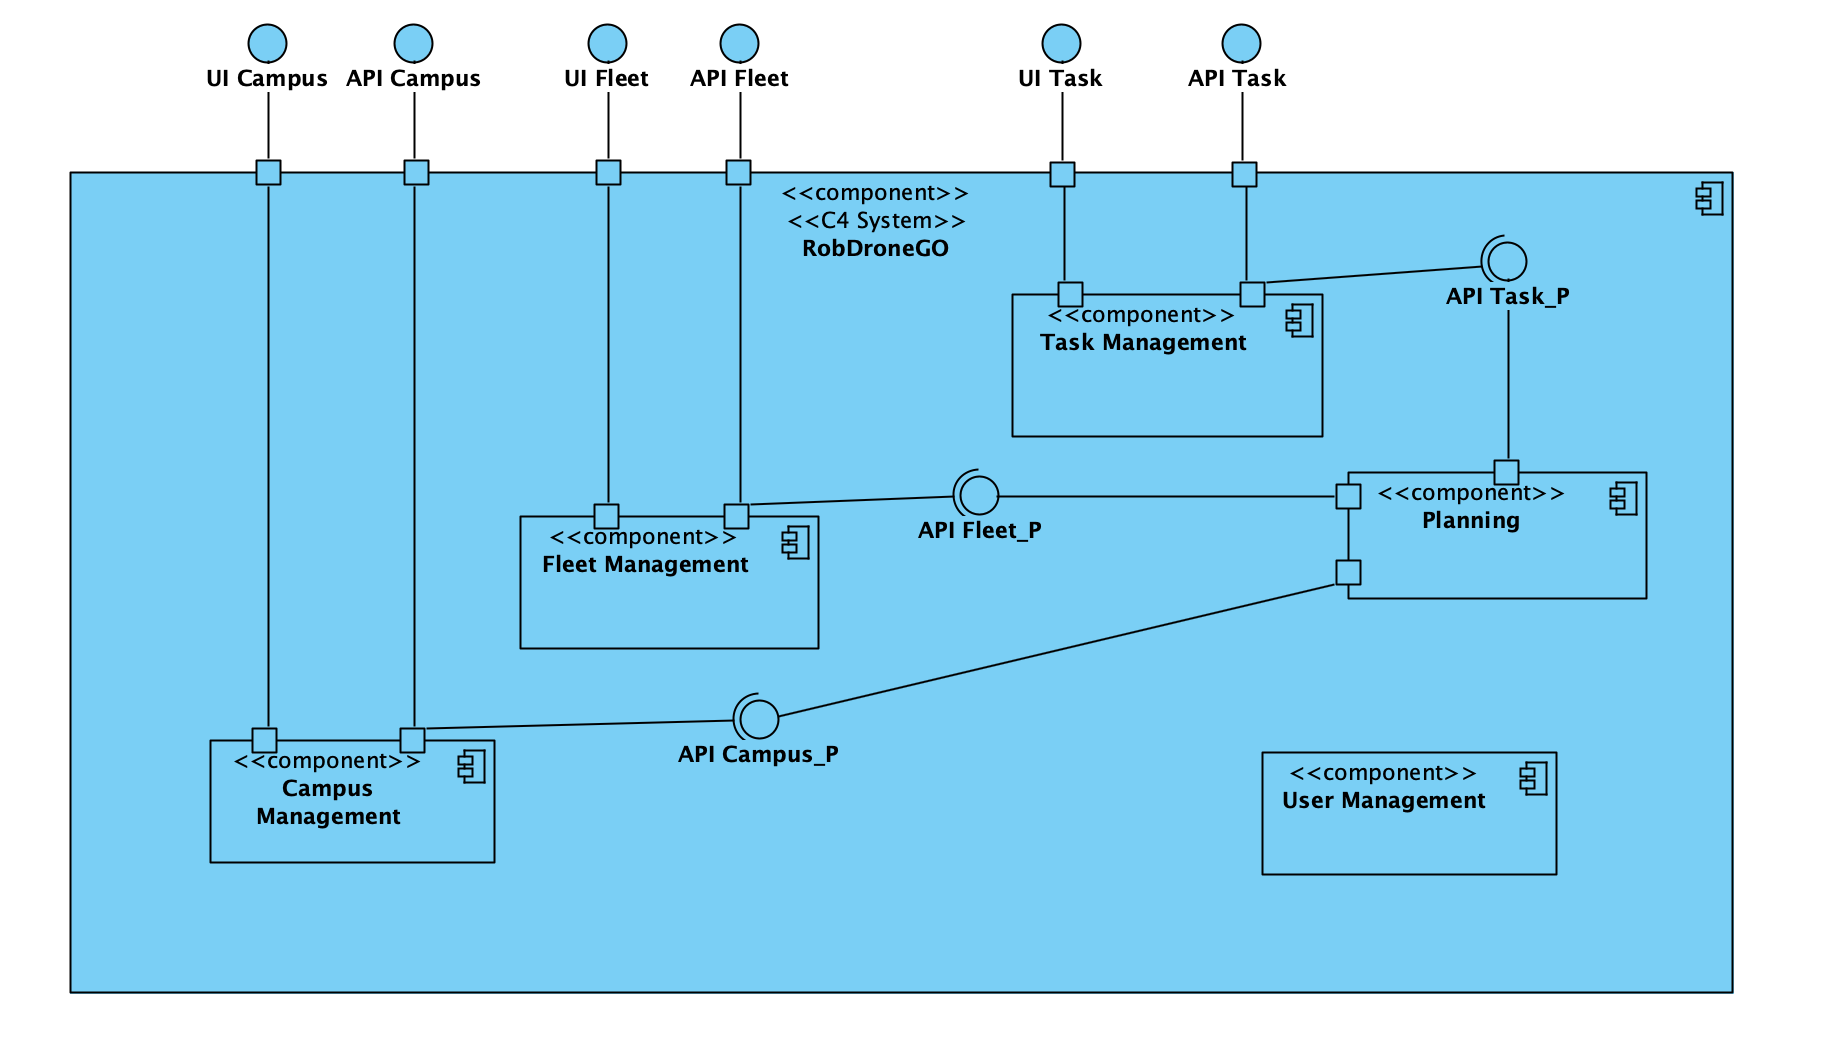 UI Campus
API Campus
UI Fleet
API Fleet
UI Task
API Task
<<component>>
<<C4 System>>
RobDroneGO
API Task_P
<<component>>
Task Management
<<component>>
Planning
API Fleet_P
<<component>>
Fleet Management
API Campus_P
<<component>>
Campus
Management
<<component>>
User Management